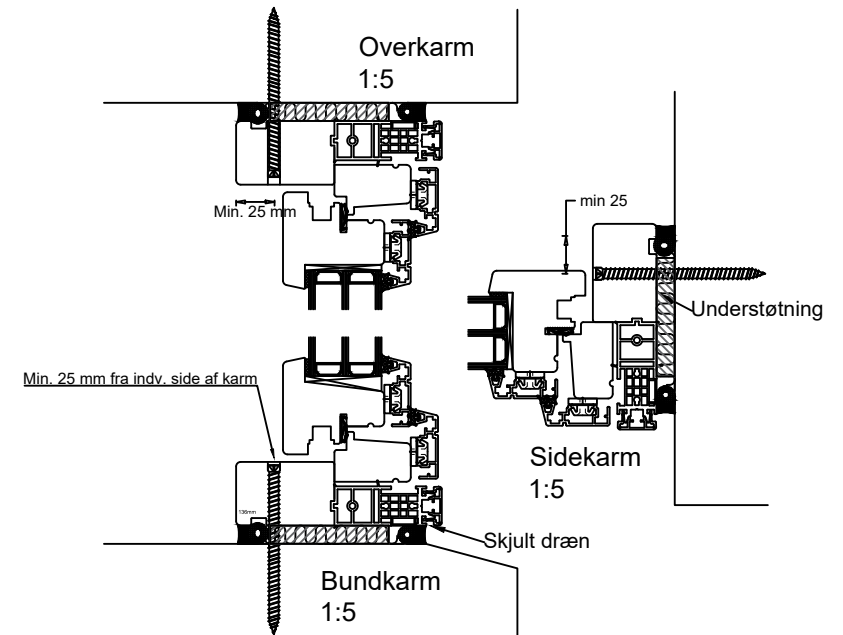 Overkarm
1:5
Min. 25 mm
min 25
Understøtning
Min. 25 mm fra indv. side af karm
Sidekarm
1:5
136mm
Skjult dræn
Bundkarm
1:5